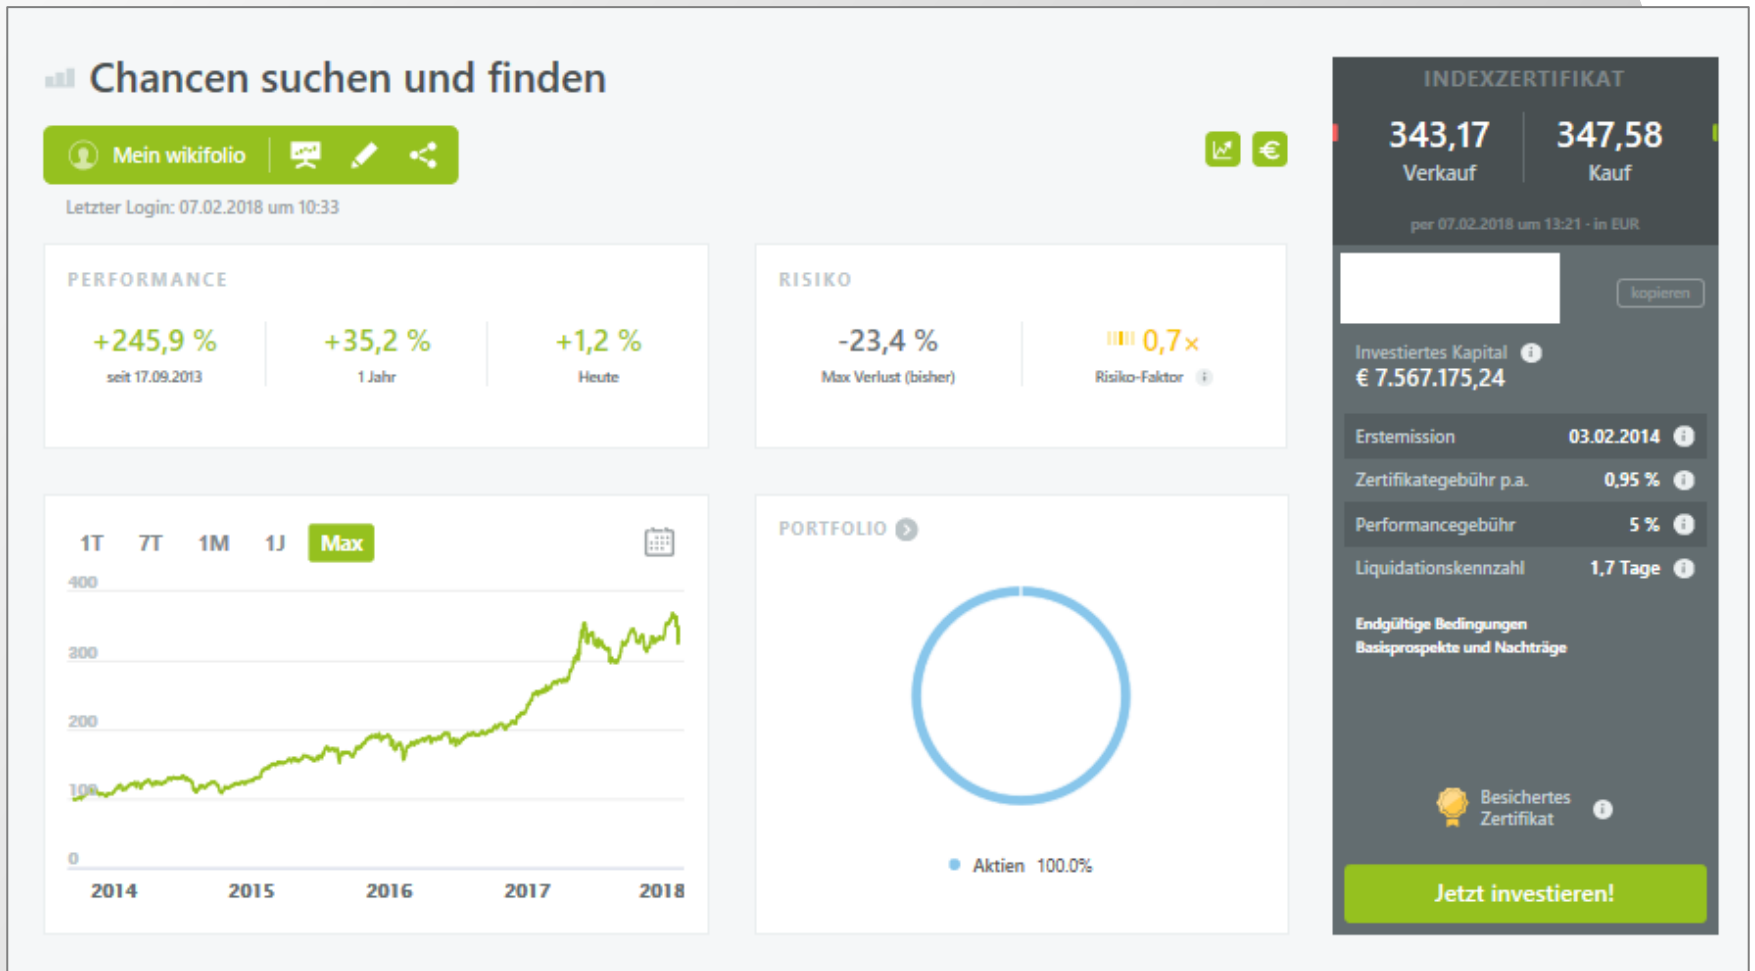 Chancen suchen und finden
Mein wikifolio
Letzter Login: 07.02.2018 um 10:33
PERFORMANCE
+245,9 %
seit 17.09.2013
+35,2 %
1 Jahr
+1,2 %
Heute
RISIKO
-23,4 %
Max Verlust (bisher)
0,7×
Risiko-Faktor i
1T 7T 1M 1J Max
400
300
200
100
0
2014 2015 2016 2017 2018
PORTFOLIO
Aktien 100.0%
INDEXZERTIFIKAT
343,17
Verkauf
347,58
Kauf
per 07.02.2018 um 13:21 - in EUR
kopieren
Investiertes Kapital i
€ 7.567.175,24
Erstemission 03.02.2014 i
Zertifikategebühr p.a. 0,95 % i
Performancegebühr 5 % i
Liquidationskennzahl 1,7 Tage i
Endgültige Bedingungen
Basisprospekte und Nachträge
Besichertes
Zertifikat i
Jetzt investieren!